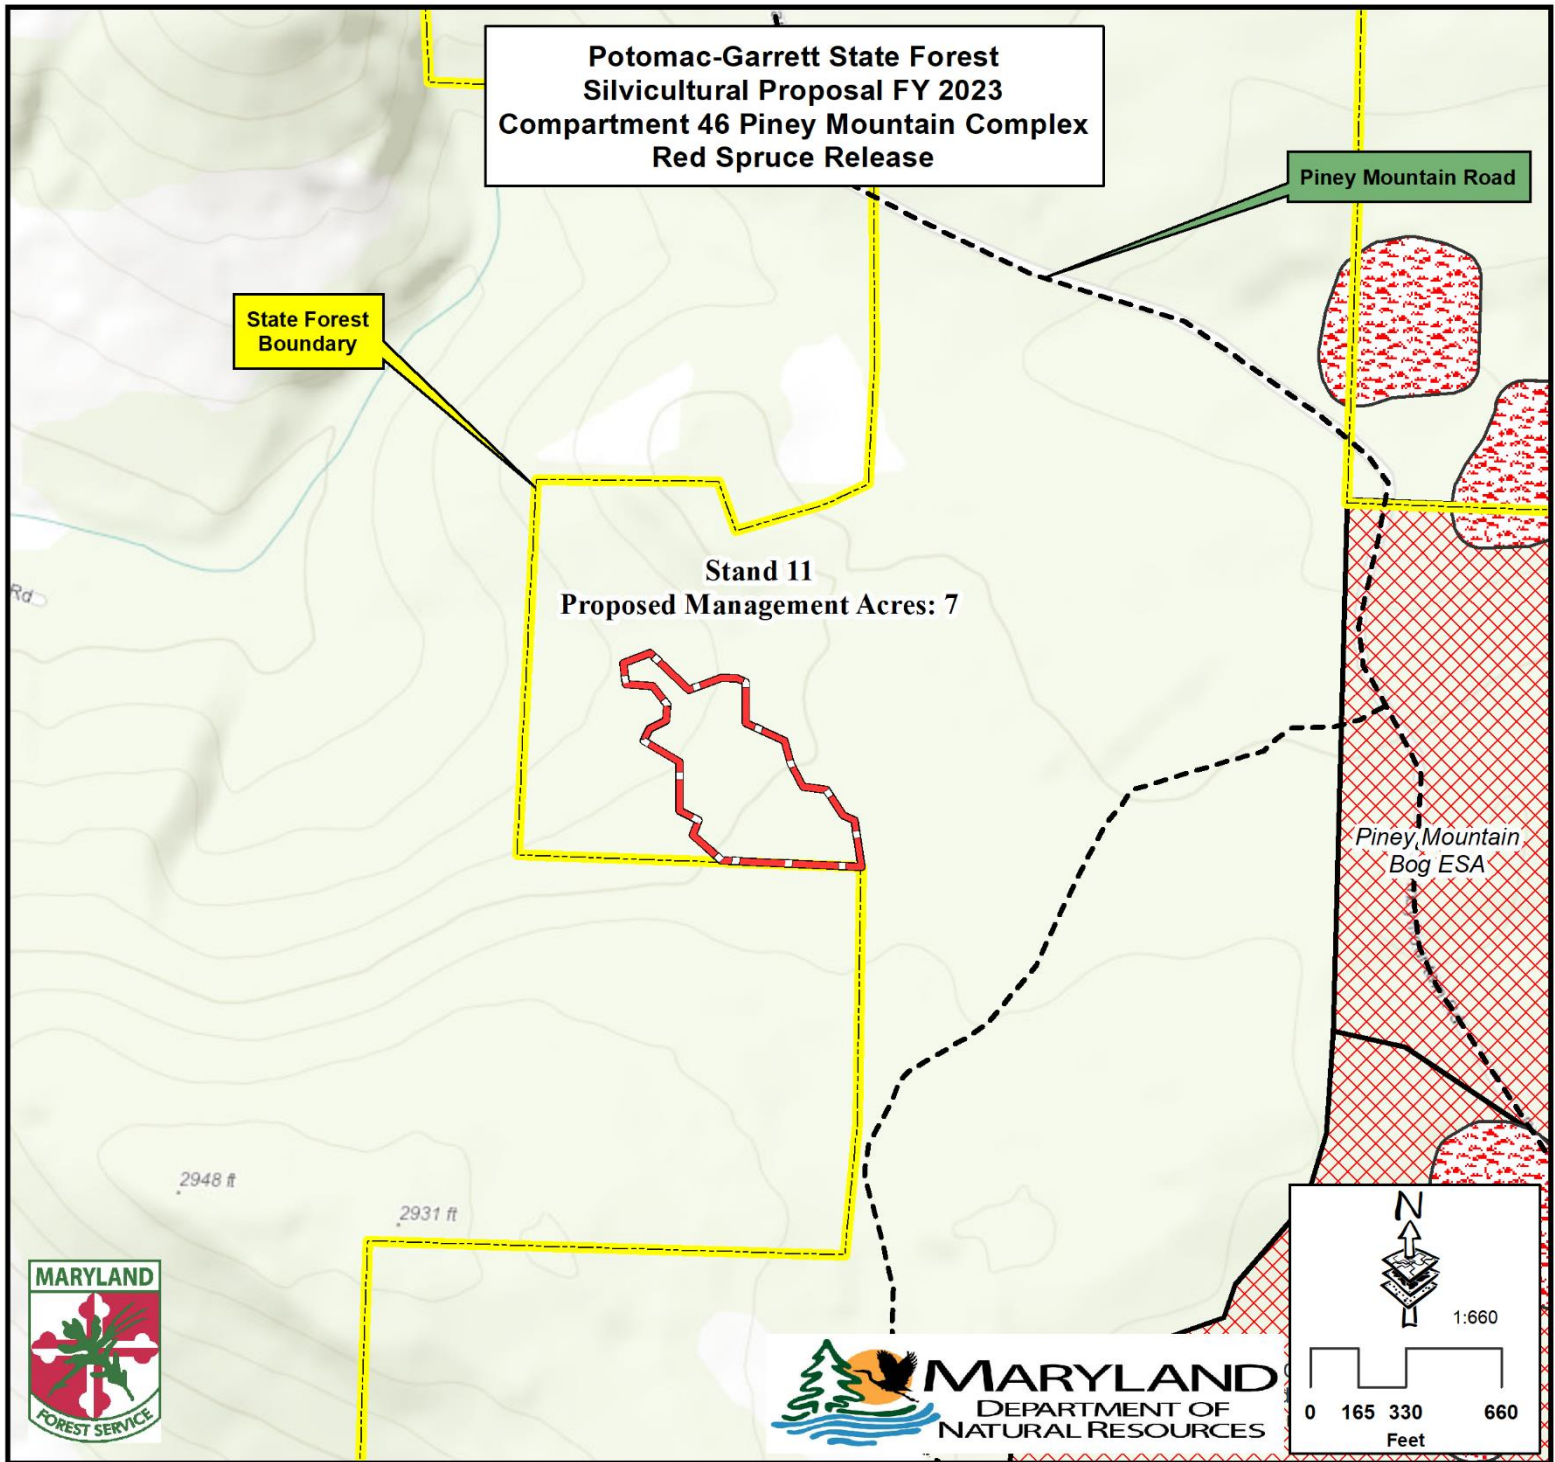 Potomac-Garrett State Forest
Silvicultural Proposal FY 2023
Compartment 46 Piney Mountain Complex
Red Spruce Release
Piney Mountain Road
State Forest
Boundary
Stand 11
Proposed Management Acres: 7
Rd
Piney Mountain
Bog ESA
2948 ft
2931 ft
MARYLAND
FOREST SERVICE
MARYLAND
DEPARTMENT OF
NATURAL RESOURCES
N
1:660
0 165 330 660
Feet